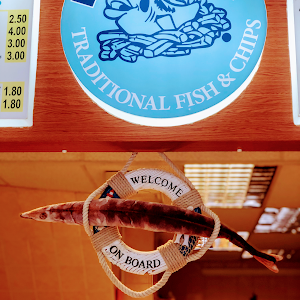 2.50
4.00
3.00
3.00
1.80
1.80
TRADITIONAL FISH & CHIPS
WELCOME
ON BOARD